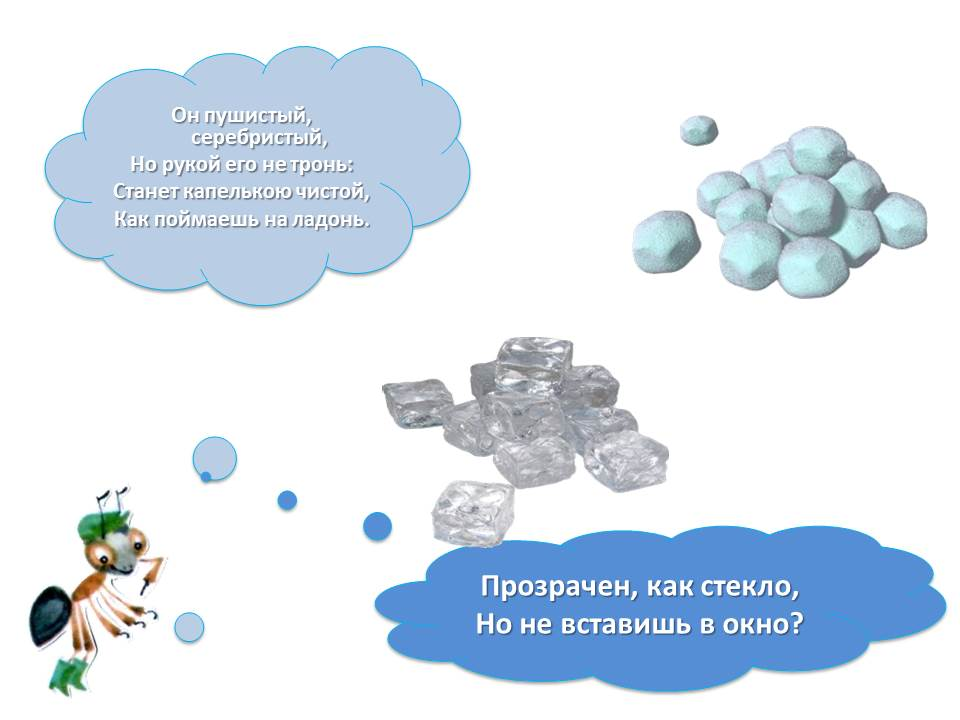 Он пушистый,
серебристый,
Но рукой его не тронь:
Станет капелькою чистой,
Как поймаешь на ладонь.
Прозрачен, как стекло,
Но не вставишь в окно?